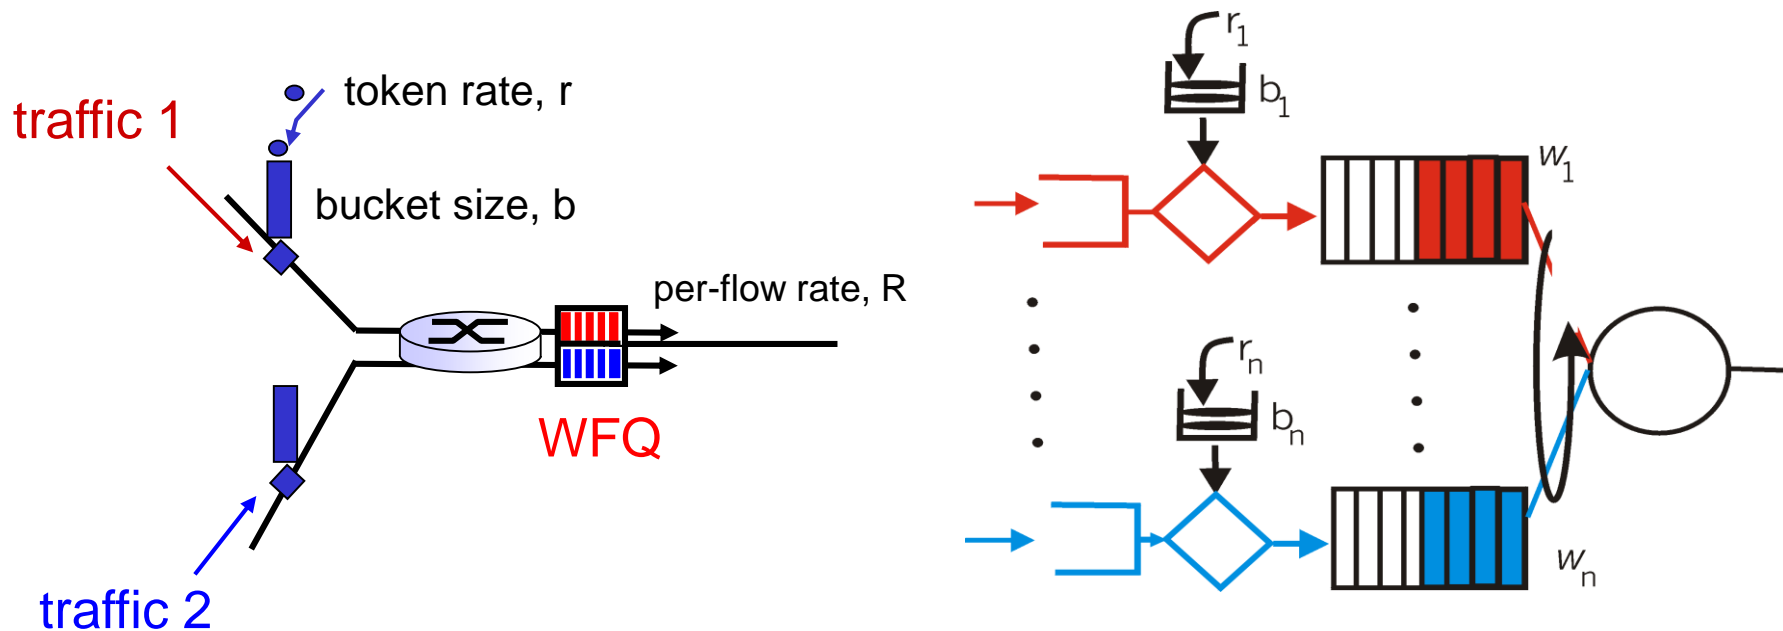 token rate, r
traffic 1
bucket size, b
per-flow rate, R
WFQ
traffic 2
r1
b1
w1
rn
bn
wn